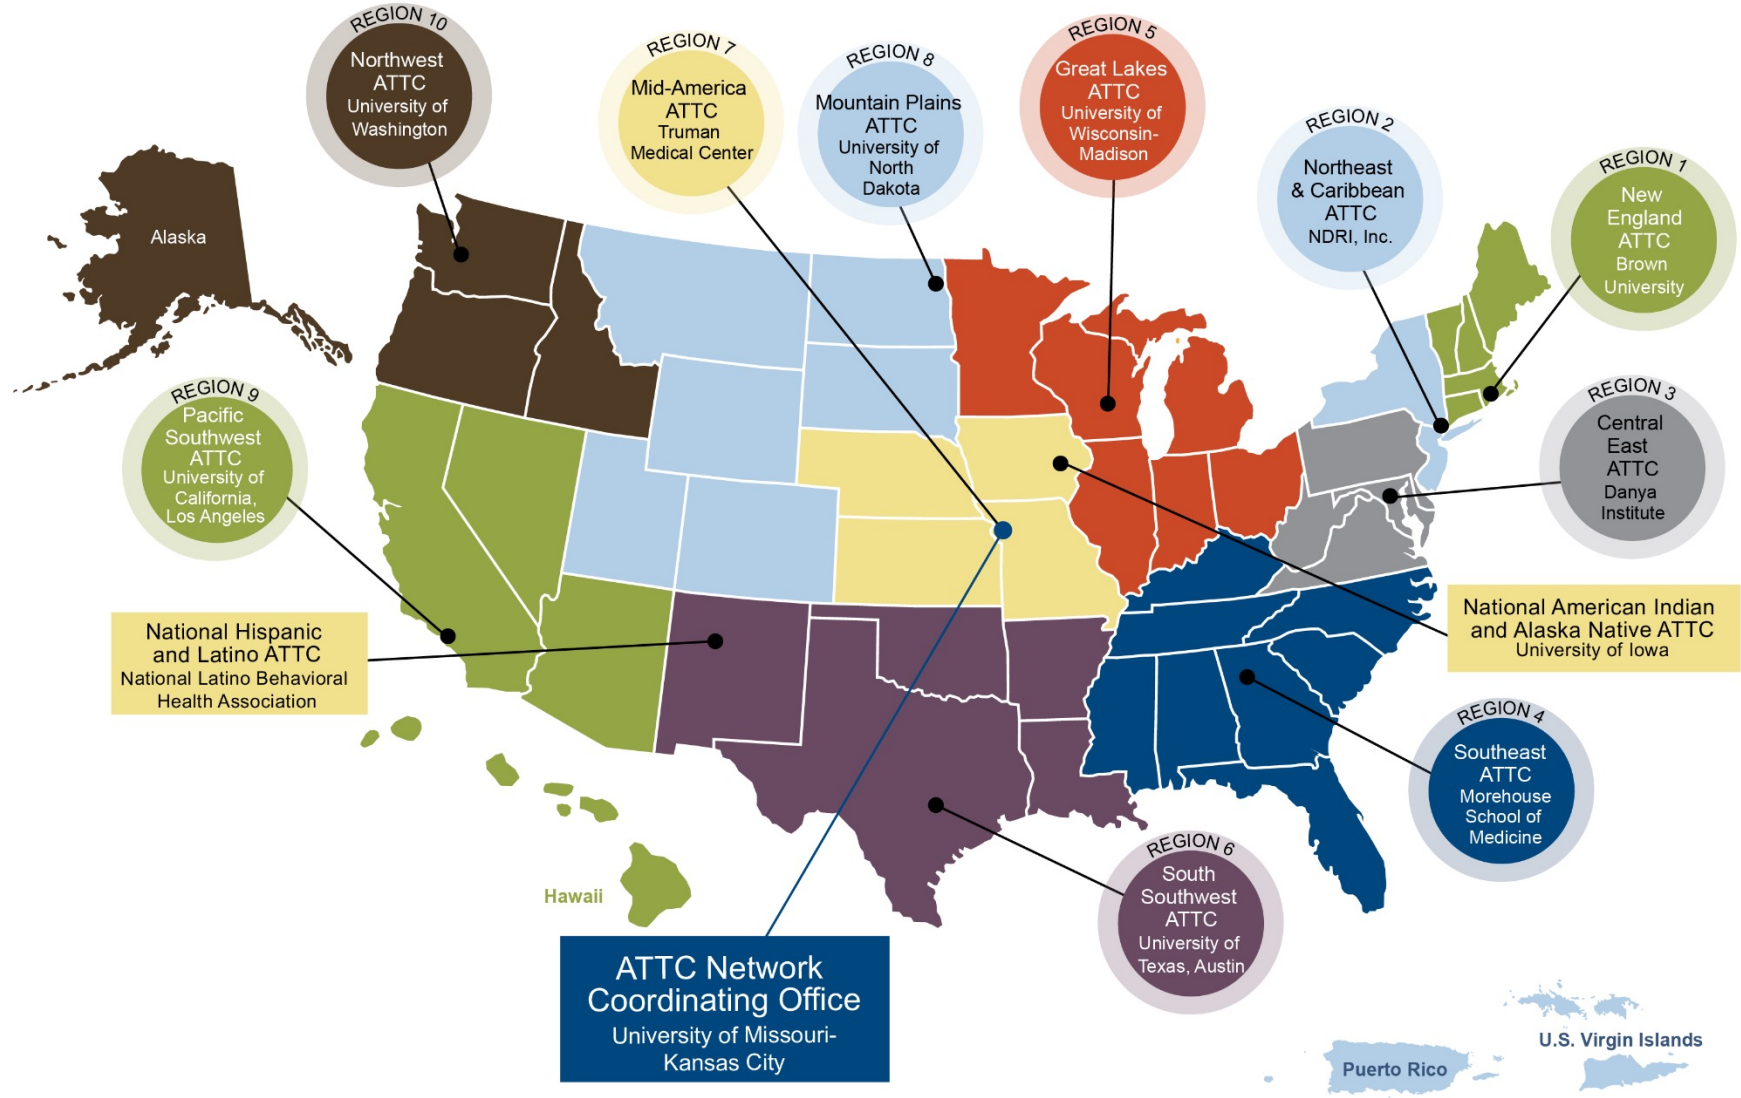 REGION 10
Northwest
ATTC
University of
Washington
REGION 7
Mid-America
ATTC
Truman
Medical Center
REGION 8
Mountain Plains
ATTC
University of
North
Dakota
REGION 5
Great Lakes
ATTC
University of
Wisconsin-
Madison
REGION 2
Northeast
& Caribbean
ATTC
NDRI, Inc.
REGION 1
New
England
ATTC
Brown
University
Alaska
REGION 9
Pacific
Southwest
ATTC
University of
California,
Los Angeles
REGION 3
Central
East
ATTC
Danya
Institute
National Hispanic
and Latino ATTC
National Latino Behavioral
Health Association
National American Indian
and Alaska Native ATTC
University of Iowa
REGION 4
Southeast
ATTC
Morehouse
School of
Medicine
REGION 6
South
Southwest
ATTC
University of
Texas, Austin
Hawaii
ATTC Network
Coordinating Office
University of Missouri-
Kansas City
U.S. Virgin Islands
Puerto Rico